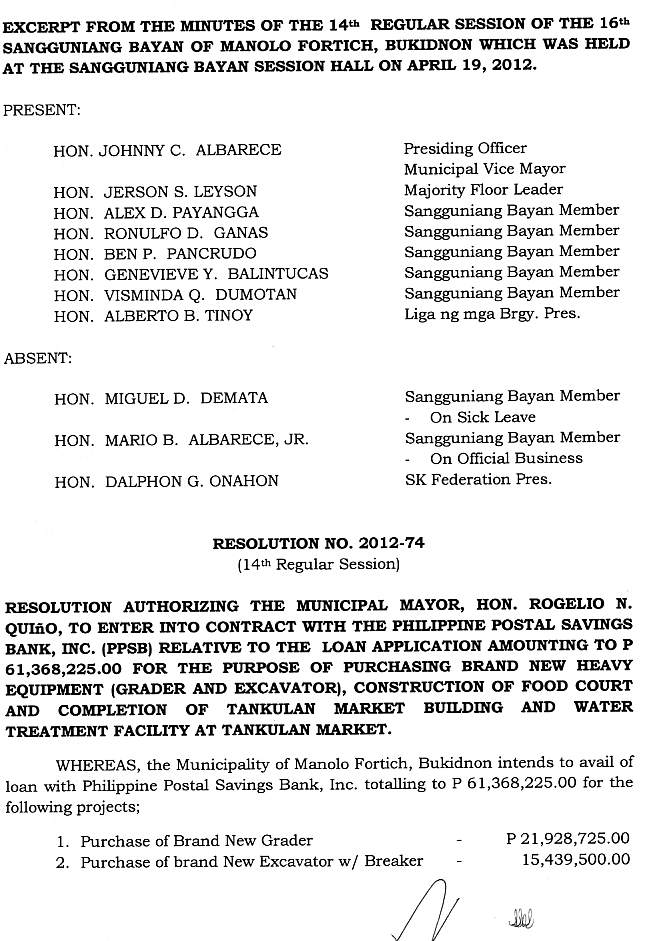 EXCERPT FROM THE MINUTES OF THE 14th REGULAR SESSION OF THE 16th
SANGGUNIANG BAYAN OF MANOLO FORTICH, BUKIDNON WHICH WAS HELD
AT THE SANGGUNIANG BAYAN SESSION HALL ON APRIL 19, 2012.
PRESENT:
HON. JOHNNY C. ALBARECE Presiding Officer
Municipal Vice Mayor
HON. JERSON S. LEYSON Majority Floor Leader
HON. ALEX D. PAYANGGA Sangguniang Bayan Member
HON. RONULFO D. GANAS Sangguniang Bayan Member
HON. BEN P. PANCRUDO Sangguniang Bayan Member
HON. GENEVIEVE Y. BALINTUCAS Sangguniang Bayan Member
HON. VISMINDA Q. DUMOTAN Sangguniang Bayan Member
HON. ALBERTO B. TINOY Liga ng mga Brgy. Pres.
ABSENT:
HON. MIGUEL D. DEMATA Sangguniang Bayan Member
- On Sick Leave
HON. MARIO B. ALBARECE, JR. Sangguniang Bayan Member
- On Official Business
HON. DALPHON G. ONAHON SK Federation Pres.
RESOLUTION NO. 2012-74
(14th Regular Session)
RESOLUTION AUTHORIZING THE MUNICIPAL MAYOR, HON. ROGELIO N.
QUIñO, TO ENTER INTO CONTRACT WITH THE PHILIPPINE POSTAL SAVINGS
BANK, INC. (PPSB) RELATIVE TO THE LOAN APPLICATION AMOUNTING TO P
61,368,225.00 FOR THE PURPOSE OF PURCHASING BRAND NEW HEAVY
EQUIPMENT (GRADER AND EXCAVATOR), CONSTRUCTION OF FOOD COURT
AND COMPLETION OF TANKULAN MARKET BUILDING AND WATER
TREATMENT FACILITY AT TANKULAN MARKET.
WHEREAS, the Municipality of Manolo Fortich, Bukidnon intends to avail of
loan with Philippine Postal Savings Bank, Inc. totalling to P 61,368,225.00 for the
following projects;
1. Purchase of Brand New Grader - P 21,928,725.00
2. Purchase of brand New Excavator w/ Breaker - 15,439,500.00